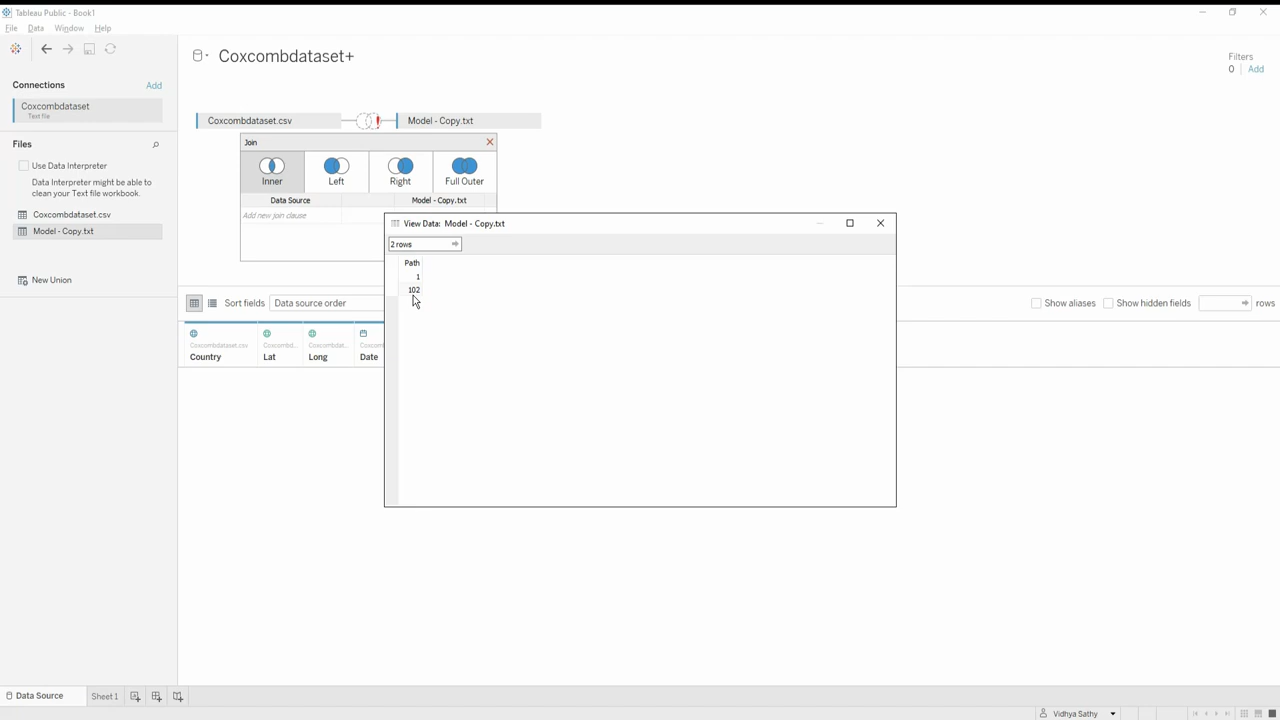 Tableau Public - Book1
File Data Window Help
Coxcombdataset+
Filters
0 Add
Connections Add
Coxcombdataset
Text file
Coxcombdataset.csv
Model - Copy.txt
Join
Inner
Left
Right
Full Outer
Data Source
Model - Copy.txt
Add new join clause
Files
Use Data Interpreter
Data Interpreter might be able to
clean your Text file workbook.
Coxcombdataset.csv
Model - Copy.txt
New Union
View Data: Model - Copy.txt
2 rows
Path
1
102
Sort fields Data source order
Show aliases Show hidden fields rows
Coxcombdataset.csv
Country
Coxcombd...
Lat
Coxcombdat...
Long
Date
Data Source
Sheet 1
Vidhya Sathy